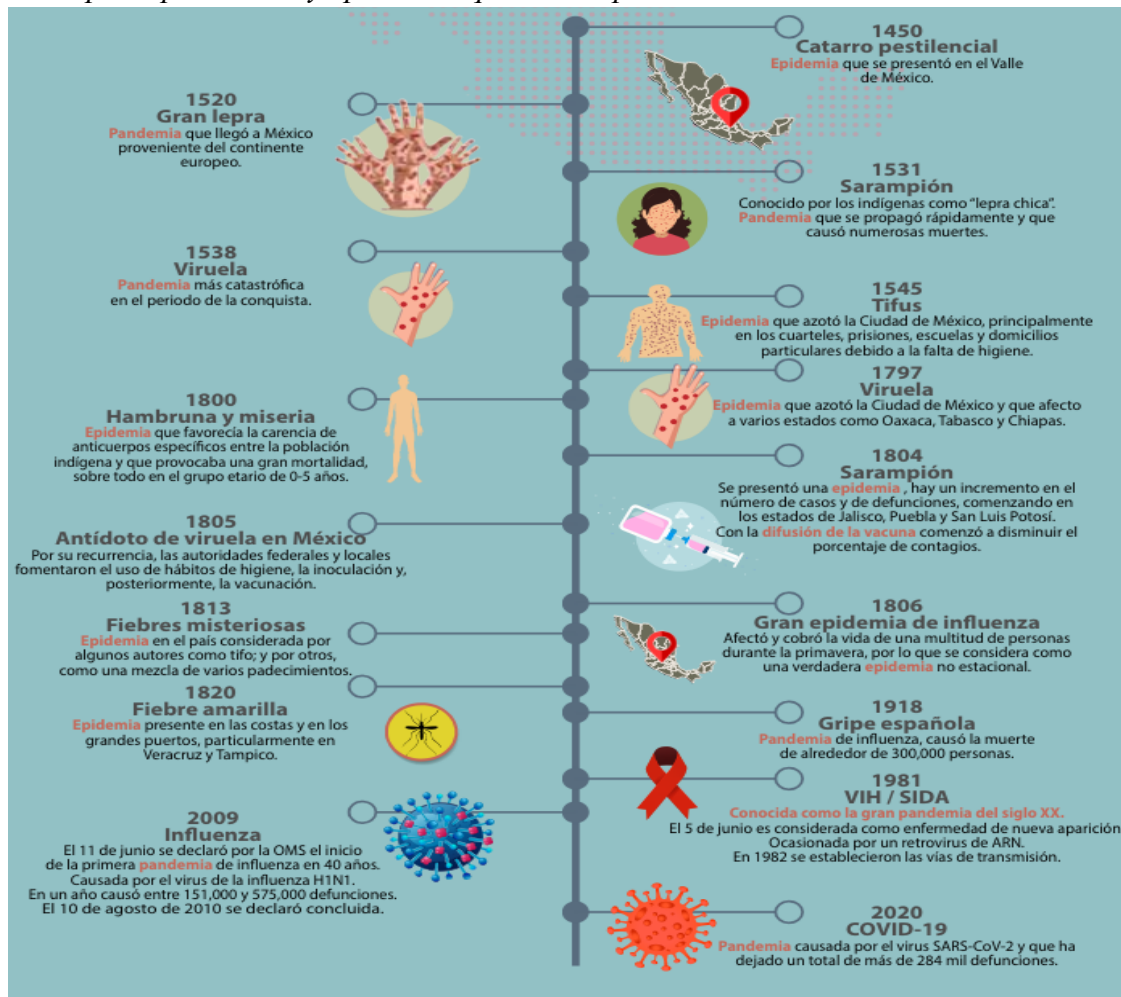 1450
Catarro pestilencial
Epidemia que se presentó en el Valle
de México.
1520
Gran lepra
Pandemia que llegó a México
proveniente del continente
europeo.
1531
Sarampión
Conocido por los indígenas como “lepra chica”.
Pandemia que se propagó rápidamente y que
causó numerosas muertes.
1538
Viruela
Pandemia más catastrófica
en el periodo de la conquista.
1545
Tifus
Epidemia que azotó la Ciudad de México, principalmente
en los cuarteles, prisiones, escuelas y domicilios
particulares debido a la falta de higiene.
1797
Viruela
Epidemia que azotó la Ciudad de México y que afecto
a varios estados como Oaxaca, Tabasco y Chiapas.
1800
Hambruna y miseria
Epidemia que favorecía la carencia de
anticuerpos específicos entre la población
indígena y que provocaba una gran mortalidad,
sobre todo en el grupo etario de 0-5 años.
1804
Sarampión
Se presentó una epidemia , hay un incremento en el
número de casos y de defunciones, comenzando en
los estados de Jalisco, Puebla y San Luis Potosí.
Con la difusión de la vacuna comenzó a disminuir el
porcentaje de contagios.
1805
Antídoto de viruela en México
Por su recurrencia, las autoridades federales y locales
fomentaron el uso de hábitos de higiene, la inoculación y,
posteriormente, la vacunación.
1806
Gran epidemia de influenza
Afectó y cobró la vida de una multitud de personas
durante la primavera, por lo que se considera como
una verdadera epidemia no estacional.
1813
Fiebres misteriosas
Epidemia en el país considerada por
algunos autores como tifo; y por otros,
como una mezcla de varios padecimientos.
1820
Fiebre amarilla
Epidemia presente en las costas y en los
grandes puertos, particularmente en
Veracruz y Tampico.
1918
Gripe española
Pandemia de influenza, causó la muerte
de alrededor de 300,000 personas.
1981
VIH / SIDA
Conocida como la gran pandemia del siglo XX.
El 5 de junio es considerada como enfermedad de nueva aparición
Ocasionada por un retrovirus de ARN.
En 1982 se establecieron las vías de transmisión.
2009
Influenza
El 11 de junio se declaró por la OMS el inicio
de la primera pandemia de influenza en 40 años.
Causada por el virus de la influenza H1N1.
En un año causó entre 151,000 y 575,000 defunciones.
El 10 de agosto de 2010 se declaró concluida.
2020
COVID-19
Pandemia causada por el virus SARS-CoV-2 y que ha
dejado un total de más de 284 mil defunciones.